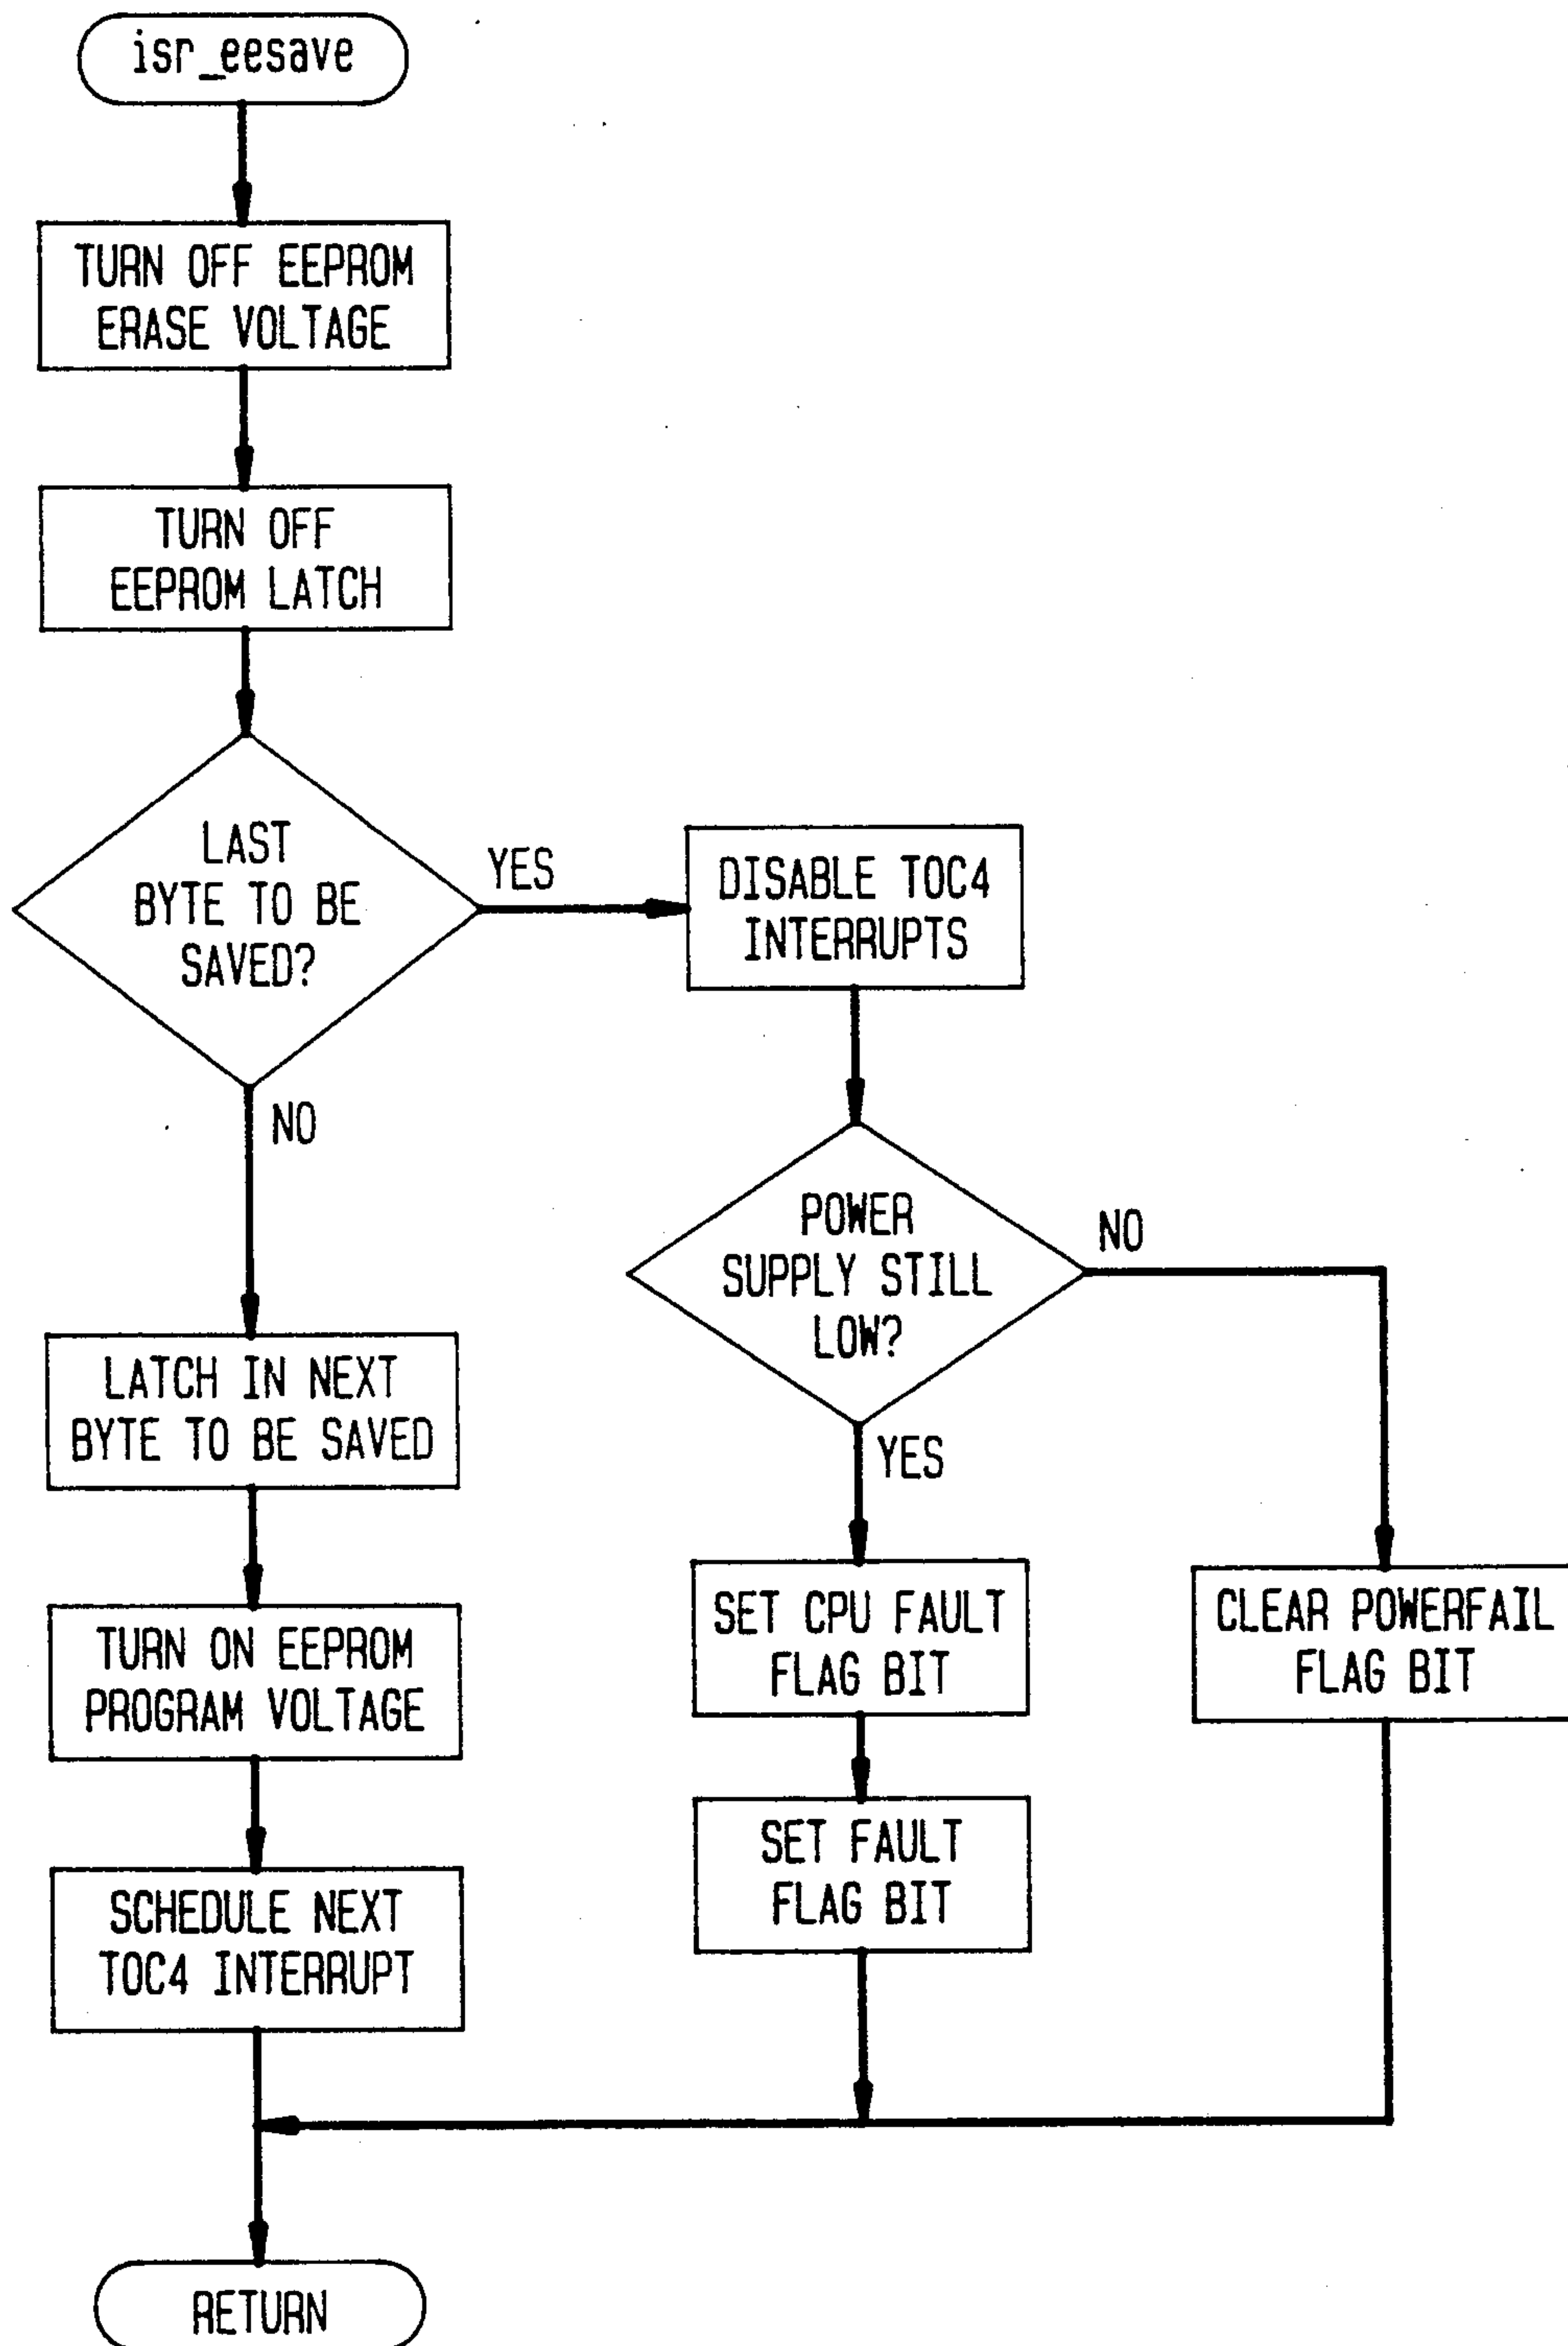 isr_eesave
TURN OFF EEPROM
ERASE VOLTAGE
TURN OFF
EEPROM LATCH
LAST
BYTE TO BE
SAVED?
YES
DISABLE TOC4
INTERRUPTS
NO
POWER
SUPPLY STILL
LOW?
NO
YES
LATCH IN NEXT
BYTE TO BE SAVED
TURN ON EEPROM
PROGRAM VOLTAGE
SCHEDULE NEXT
TOC4 INTERRUPT
SET CPU FAULT
FLAG BIT
SET FAULT
FLAG BIT
CLEAR POWERFAIL
FLAG BIT
RETURN